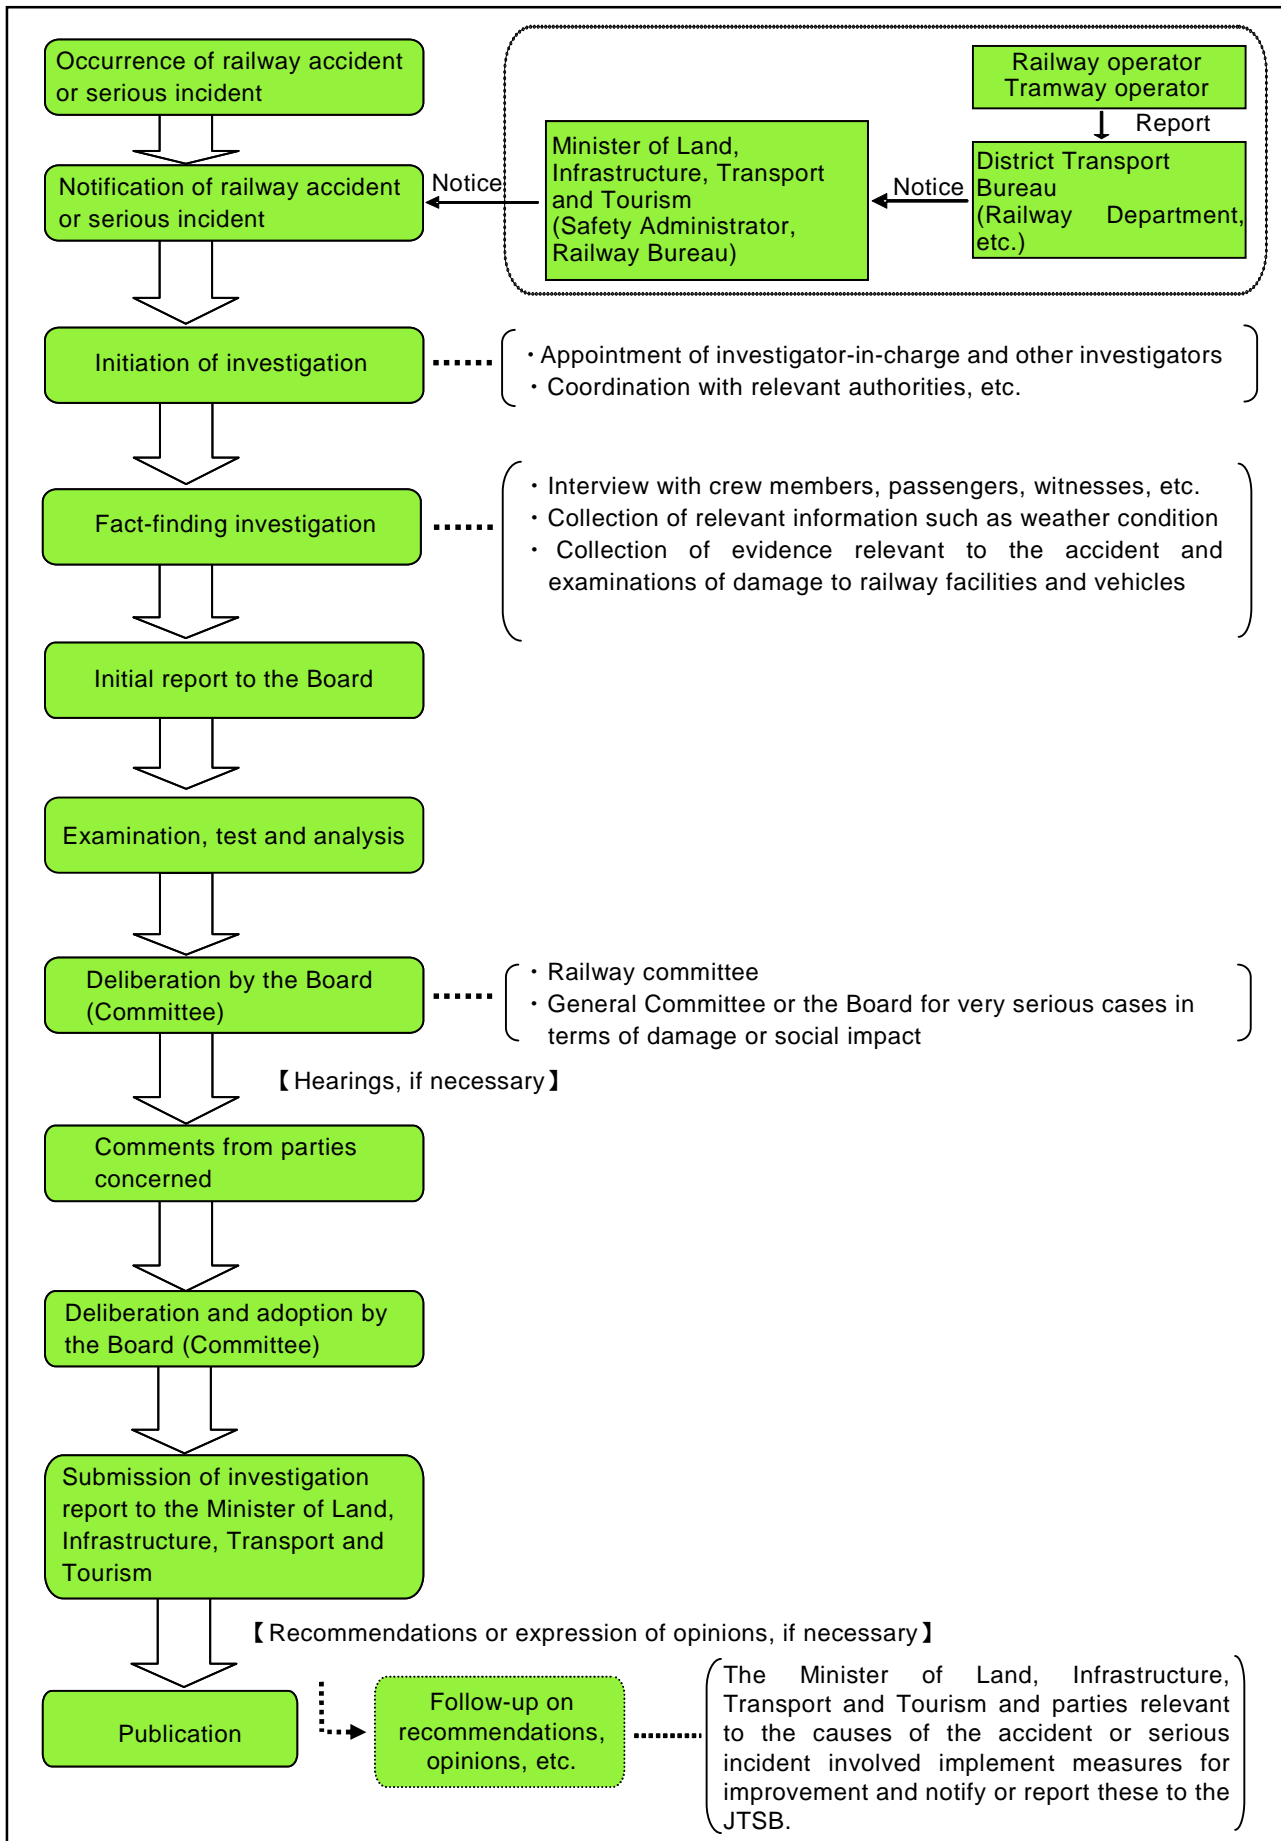 Occurrence of railway accident
or serious incident
Railway operator
Tramway operator
Report
Minister of Land,
Infrastructure, Transport
and Tourism
(Safety Administrator,
Railway Bureau)
District Transport
Bureau
(Railway Department,
etc.)
Notice
Notice
Notification of railway accident
or serious incident
Initiation of investigation
・Appointment of investigator-in-charge and other investigators
・Coordination with relevant authorities, etc.
Fact-finding investigation
・Interview with crew members, passengers, witnesses, etc.
・Collection of relevant information such as weather condition
・Collection of evidence relevant to the accident and
examinations of damage to railway facilities and vehicles
Initial report to the Board
Examination, test and analysis
Deliberation by the Board
(Committee)
・Railway committee
・General Committee or the Board for very serious cases in
terms of damage or social impact
【Hearings, if necessary】
Comments from parties
concerned
Deliberation and adoption by
the Board (Committee)
Submission of investigation
report to the Minister of Land,
Infrastructure, Transport and
Tourism
【Recommendations or expression of opinions, if necessary】
Publication
Follow-up on
recommendations,
opinions, etc.
The Minister of Land, Infrastructure,
Transport and Tourism and parties relevant
to the causes of the accident or serious
incident involved implement measures for
improvement and notify or report these to the
JTSB.